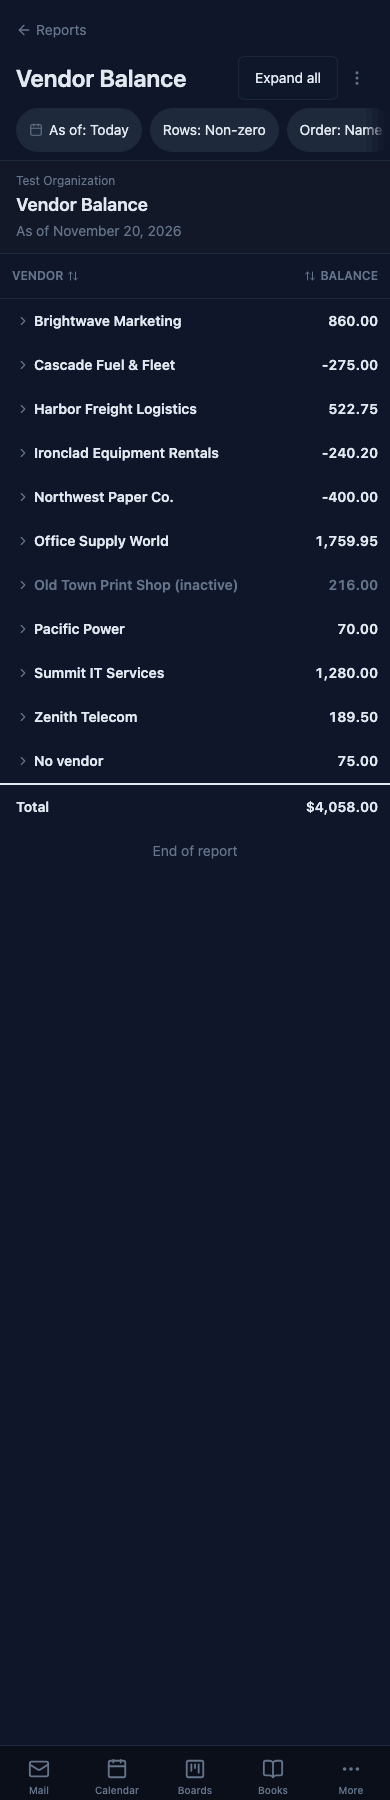 Reports
Vendor Balance Expand all
As of: Today Rows: Non-zero Order: Name
Test Organization
Vendor Balance
As of November 20, 2026
VENDOR BALANCE
Brightwave Marketing 860.00
Cascade Fuel & Fleet -275.00
Harbor Freight Logistics 522.75
Ironclad Equipment Rentals -240.20
Northwest Paper Co. -400.00
Office Supply World 1,759.95
Old Town Print Shop (inactive) 216.00
Pacific Power 70.00
Summit IT Services 1,280.00
Zenith Telecom 189.50
No vendor 75.00
Total $4,058.00
End of report
Mail Calendar Boards Books More